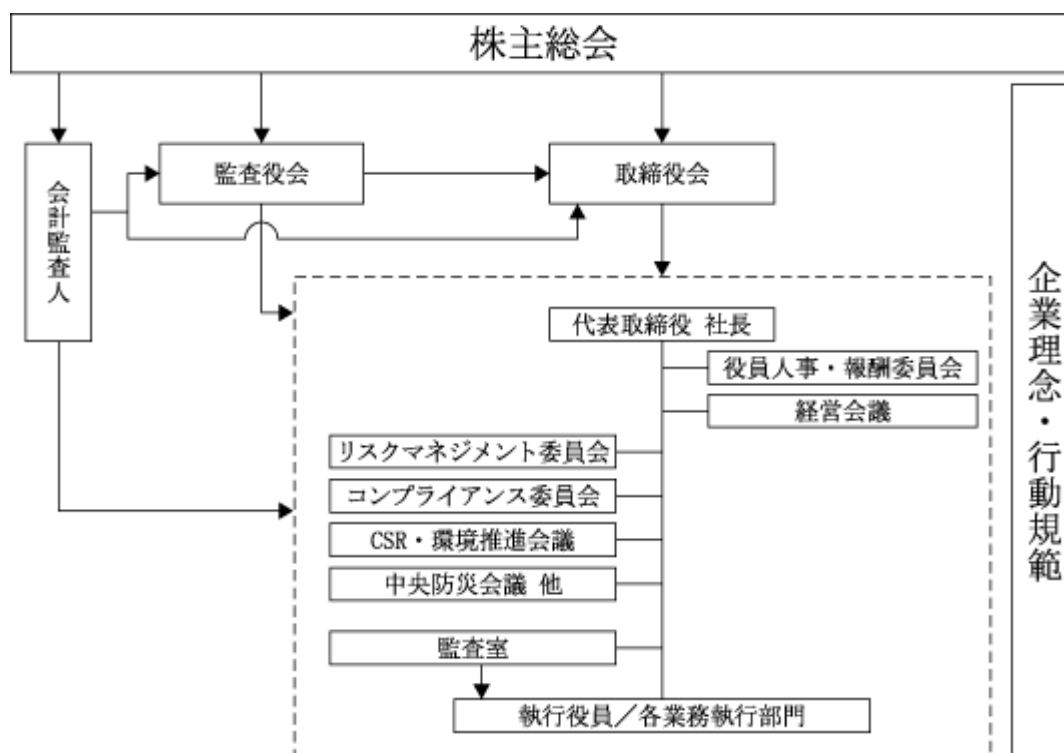 株主総会
会計監査人
監査役会
取締役会
企業理念・行動規範
代表取締役 社長
役員人事・報酬委員会
経営会議
リスクマネジメント委員会
コンプライアンス委員会
CSR・環境推進会議
中央防災会議 他
監査室
執行役員／各業務執行部門